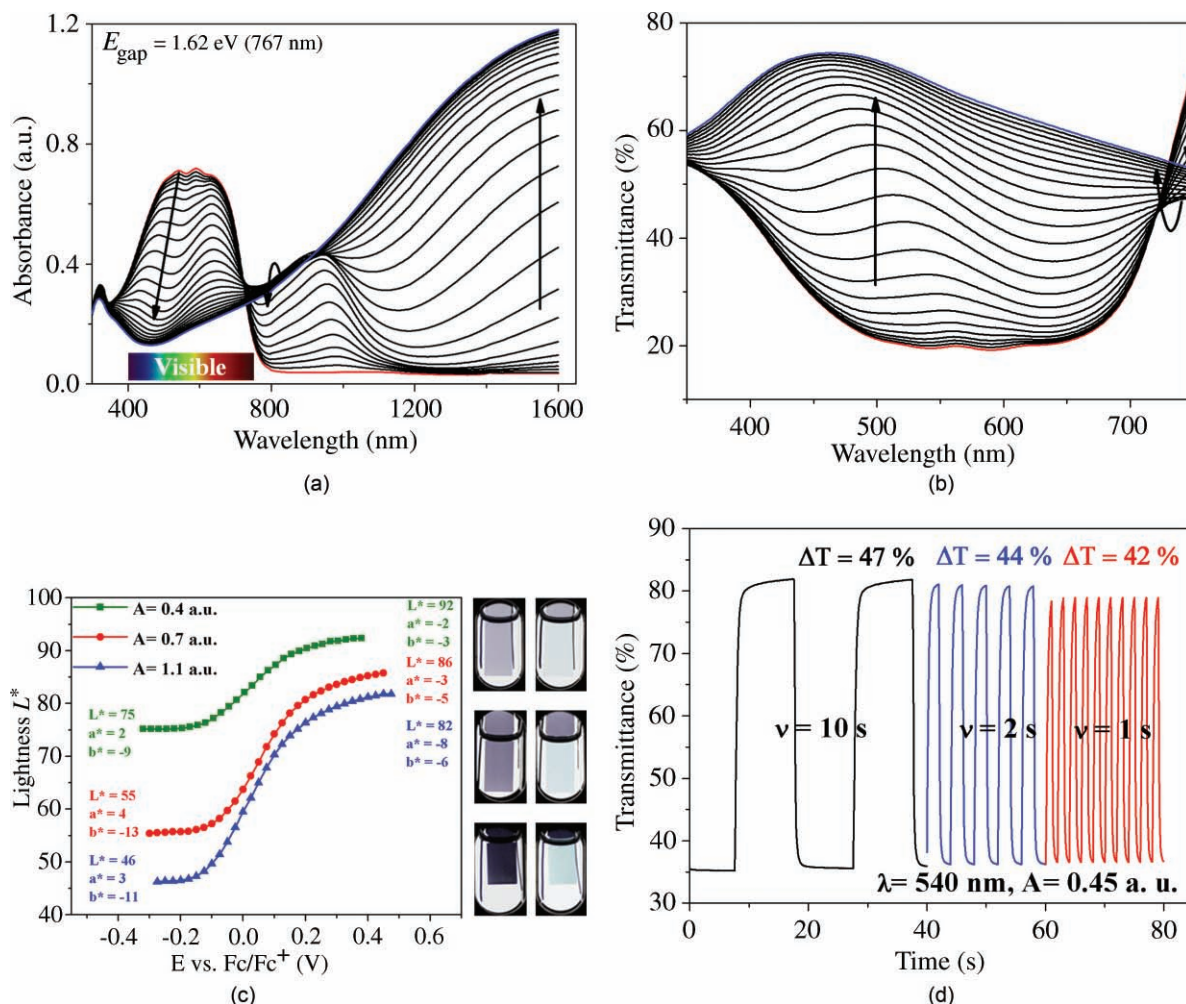 1.2
0.8
0.4
0.0
Absorbance (a.u.)
E_gap = 1.62 eV (767 nm)
Visible
400 800 1200 1600
Wavelength (nm)
(a)
80
60
40
20
Transmittance (%)
400 500 600 700
Wavelength (nm)
(b)
100
90
80
70
60
50
40
Lightness L*
A= 0.4 a.u.
A= 0.7 a.u.
A= 1.1 a.u.
L* = 92
a* = -2
b* = -3
L* = 86
a* = -3
b* = -5
L* = 82
a* = -8
b* = -6
L* = 75
a* = 2
b* = -9
L* = 55
a* = 4
b* = -13
L* = 46
a* = 3
b* = -11
-0.4 -0.2 0.0 0.2 0.4 0.6
E vs. Fc/Fc⁺ (V)
(c)
90
80
70
60
50
40
30
Transmittance (%)
ΔT = 47 % ΔT = 44 % ΔT = 42 %
ν = 10 s ν = 2 s ν = 1 s
λ= 540 nm, A= 0.45 a. u.
0 20 40 60 80
Time (s)
(d)